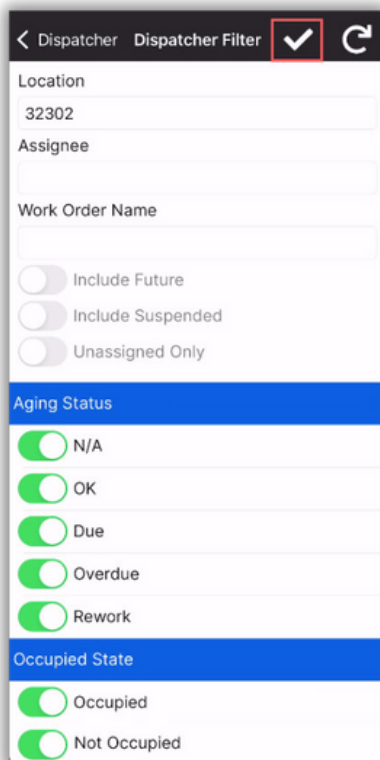 Dispatcher Dispatcher Filter
Location
32302
Assignee
Work Order Name
Include Future
Include Suspended
Unassigned Only
Aging Status
N/A
OK
Due
Overdue
Rework
Occupied State
Occupied
Not Occupied